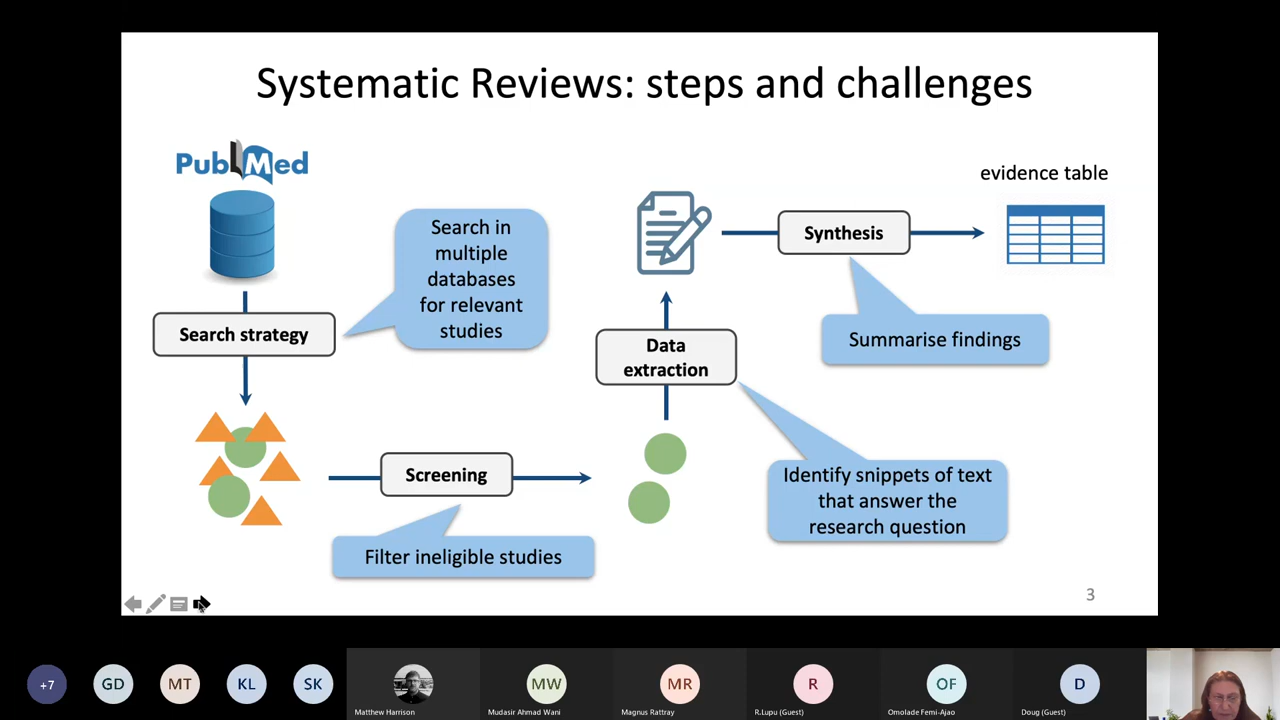 Systematic Reviews: steps and challenges
PubMed
Search in
multiple
databases
for relevant
studies
Search strategy
Screening
Filter ineligible studies
Data
extraction
Identify snippets of text
that answer the
research question
Synthesis
Summarise findings
evidence table
3
+7
GD
MT
KL
SK
Matthew Harrison
MW
Mudasir Ahmad Wani
MR
Magnus Rattray
R
R.Lupu (Guest)
OF
Omolade Femi-Ajao
D
Doug (Guest)